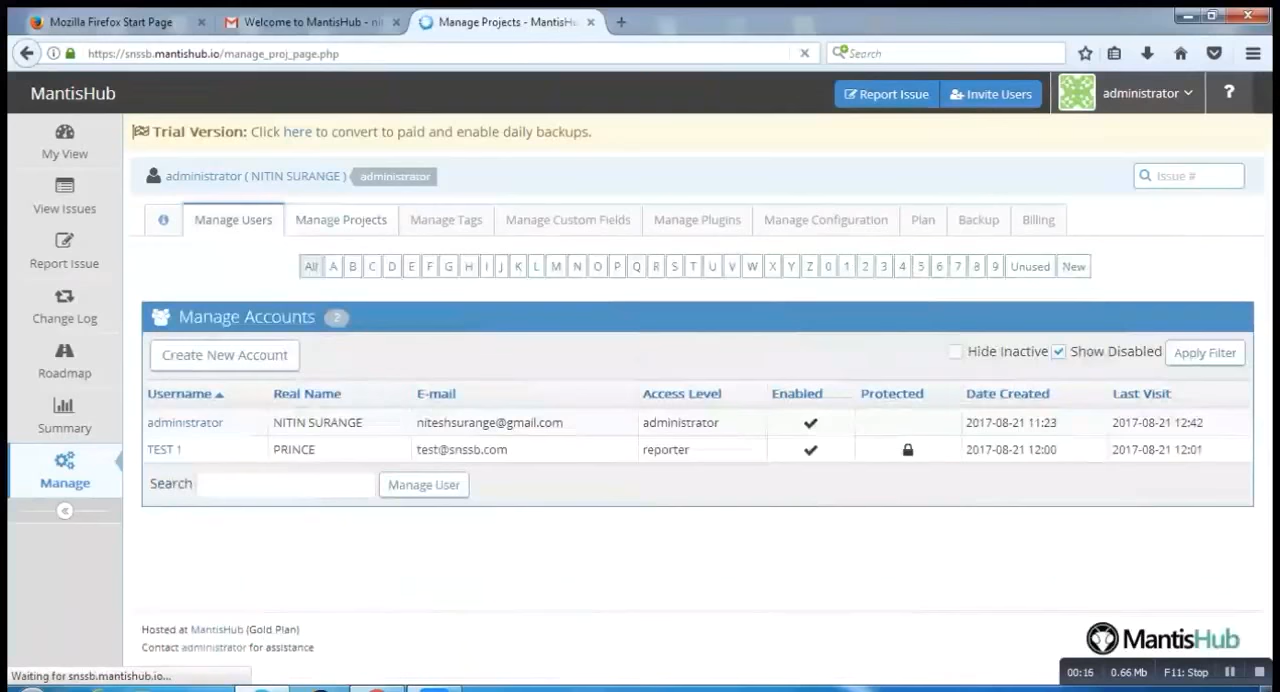 Mozilla Firefox Start Page
Welcome to MantisHub - ni
Manage Projects - MantisHu
https://snssb.mantishub.io/manage_proj_page.php
Search
MantisHub
Report Issue
Invite Users
administrator
?
My View
View Issues
Report Issue
Change Log
Roadmap
Summary
Manage
Trial Version: Click here to convert to paid and enable daily backups.
administrator ( NITIN SURANGE ) administrator
Issue #
Manage Users Manage Projects Manage Tags Manage Custom Fields Manage Plugins Manage Configuration Plan Backup Billing
All A B C D E F G H I J K L M N O P Q R S T U V W X Y Z 0 1 2 3 4 5 6 7 8 9 Unused New
Manage Accounts 2
Create New Account
Hide Inactive Show Disabled Apply Filter
Username Real Name E-mail Access Level Enabled Protected Date Created Last Visit
administrator NITIN SURANGE niteshsurange@gmail.com administrator 2017-08-21 11:23 2017-08-21 12:42
TEST 1 PRINCE test@snssb.com reporter 2017-08-21 12:00 2017-08-21 12:01
Search
Manage User
Hosted at MantisHub (Gold Plan)
Contact administrator for assistance
MantisHub
Waiting for snssb.mantishub.io...
00:16 0.66 Mb F11: Stop